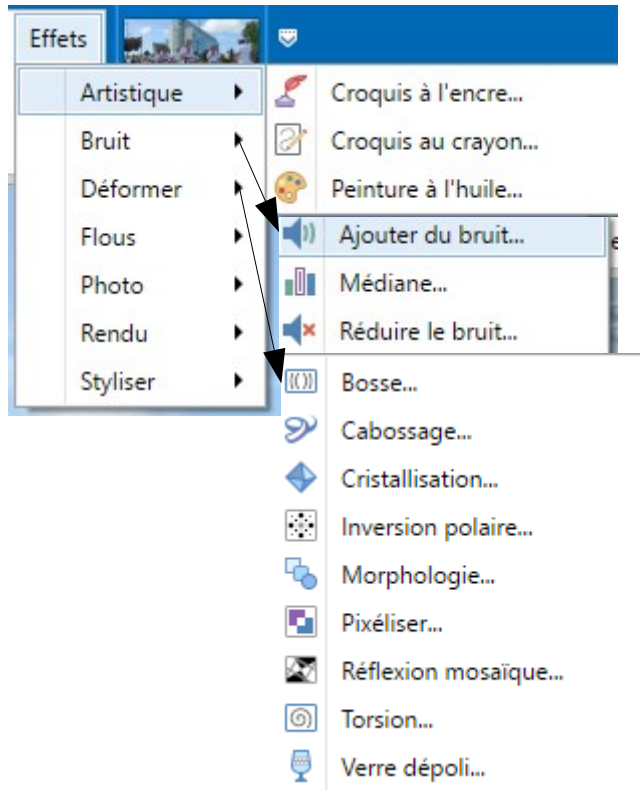 Effets
Artistique
Bruit
Déformer
Flous
Photo
Rendu
Styliser
Croquis à l'encre...
Croquis au crayon...
Peinture à l'huile...
Ajouter du bruit...
Médiane...
Réduire le bruit...
Bosse...
Cabossage...
Cristallisation...
Inversion polaire...
Morphologie...
Pixéliser...
Réflexion mosaïque...
Torsion...
Verre dépoli...